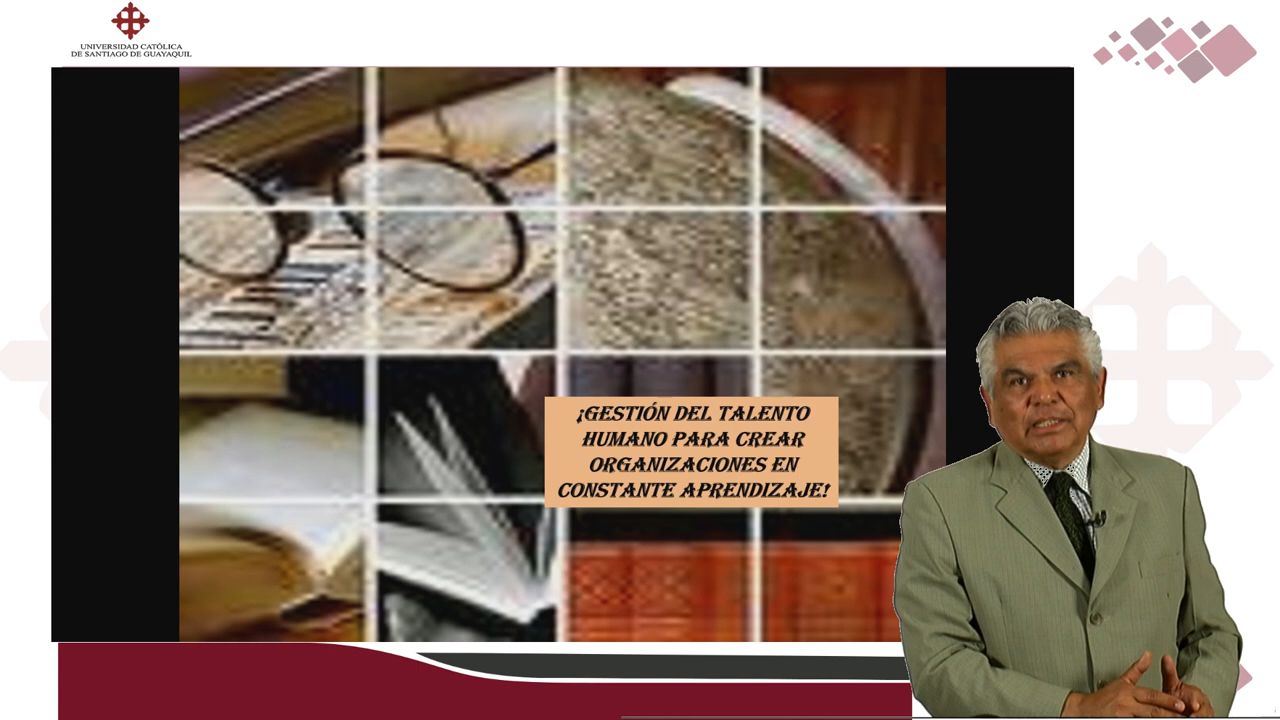 UNIVERSIDAD CATÓLICA
DE SANTIAGO DE GUAYAQUIL
¡GESTIÓN DEL TALENTO
HUMANO PARA CREAR
ORGANIZACIONES EN
CONSTANTE APRENDIZAJE!